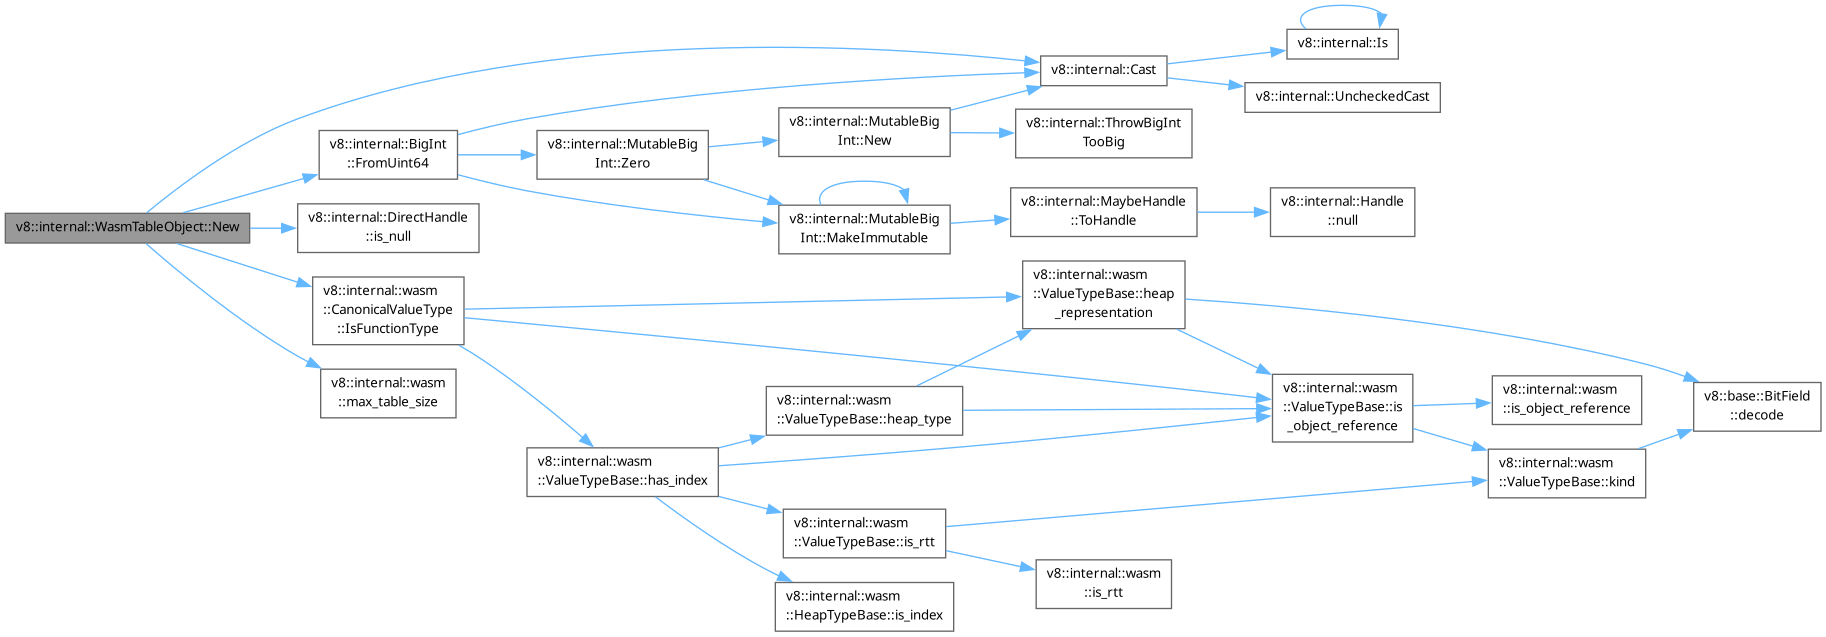 v8::internal::WasmTableObject::New
v8::internal::BigInt
::FromUint64
v8::internal::DirectHandle
::is_null
v8::internal::wasm
::CanonicalValueType
::IsFunctionType
v8::internal::wasm
::max_table_size
v8::internal::MutableBig
Int::Zero
v8::internal::wasm
::ValueTypeBase::has_index
v8::internal::MutableBig
Int::New
v8::internal::MutableBig
Int::MakeImmutable
v8::internal::wasm
::ValueTypeBase::heap_type
v8::internal::wasm
::ValueTypeBase::is_rtt
v8::internal::wasm
::HeapTypeBase::is_index
v8::internal::Cast
v8::internal::ThrowBigInt
TooBig
v8::internal::MaybeHandle
::ToHandle
v8::internal::wasm
::ValueTypeBase::heap
_representation
v8::internal::wasm
::is_rtt
v8::internal::Is
v8::internal::UncheckedCast
v8::internal::Handle
::null
v8::internal::wasm
::ValueTypeBase::is
_object_reference
v8::internal::wasm
::is_object_reference
v8::internal::wasm
::ValueTypeBase::kind
v8::base::BitField
::decode